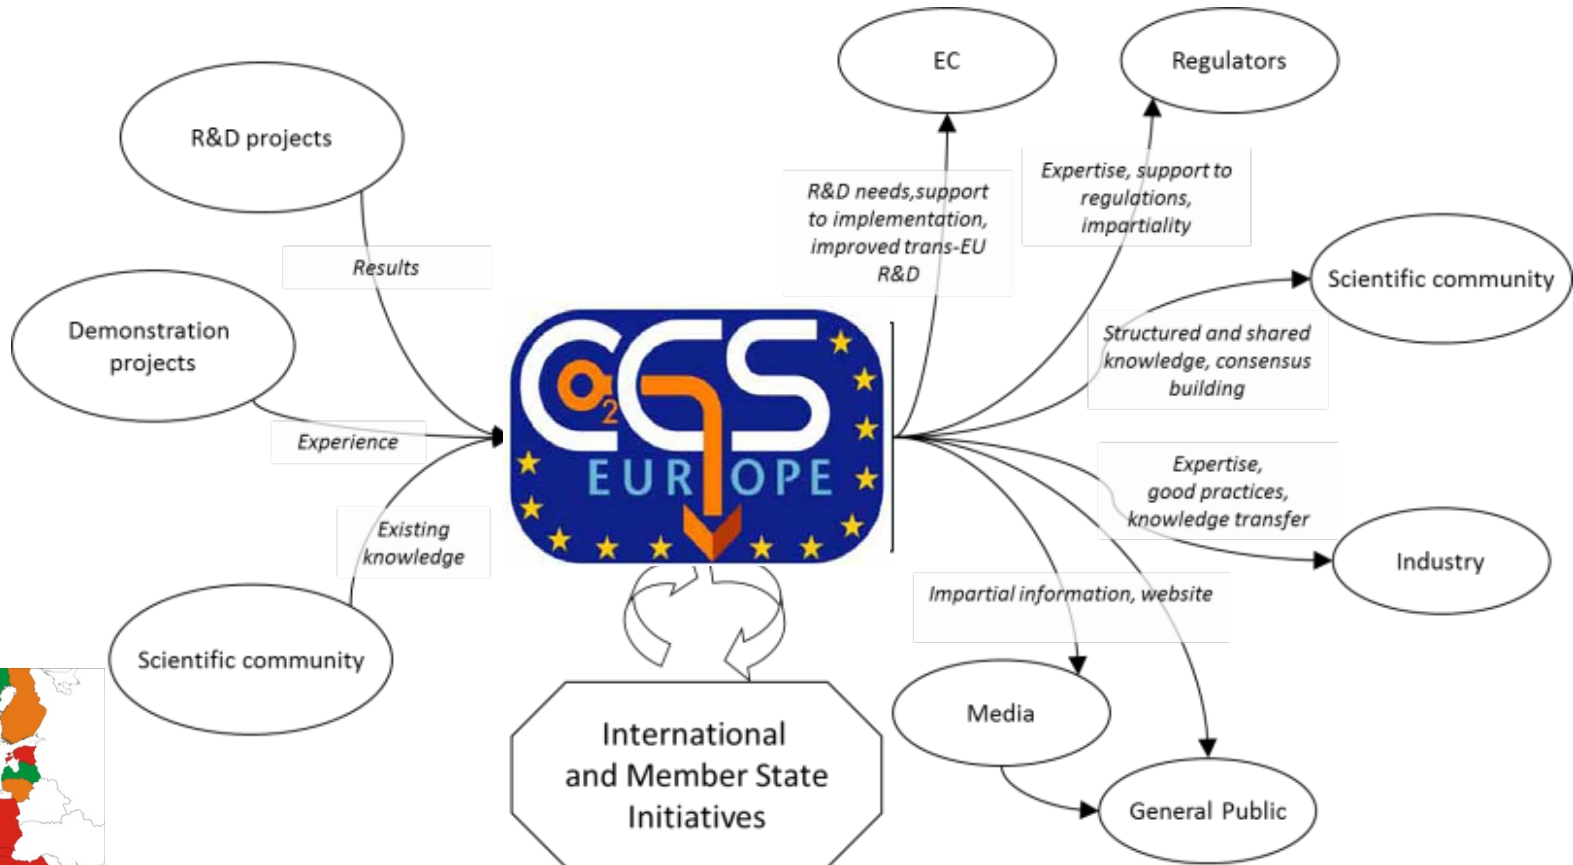 EC
Regulators
R&D projects
R&D needs,support
to implementation,
improved trans-EU
R&D
Expertise, support to
regulations,
impartiality
Results
Scientific community
Demonstration
projects
Structured and shared
knowledge, consensus
building
CO2GS
EUROPE
Experience
Expertise,
good practices,
knowledge transfer
Existing
knowledge
Industry
Impartial information, website
Scientific community
Media
International
and Member State
Initiatives
General Public